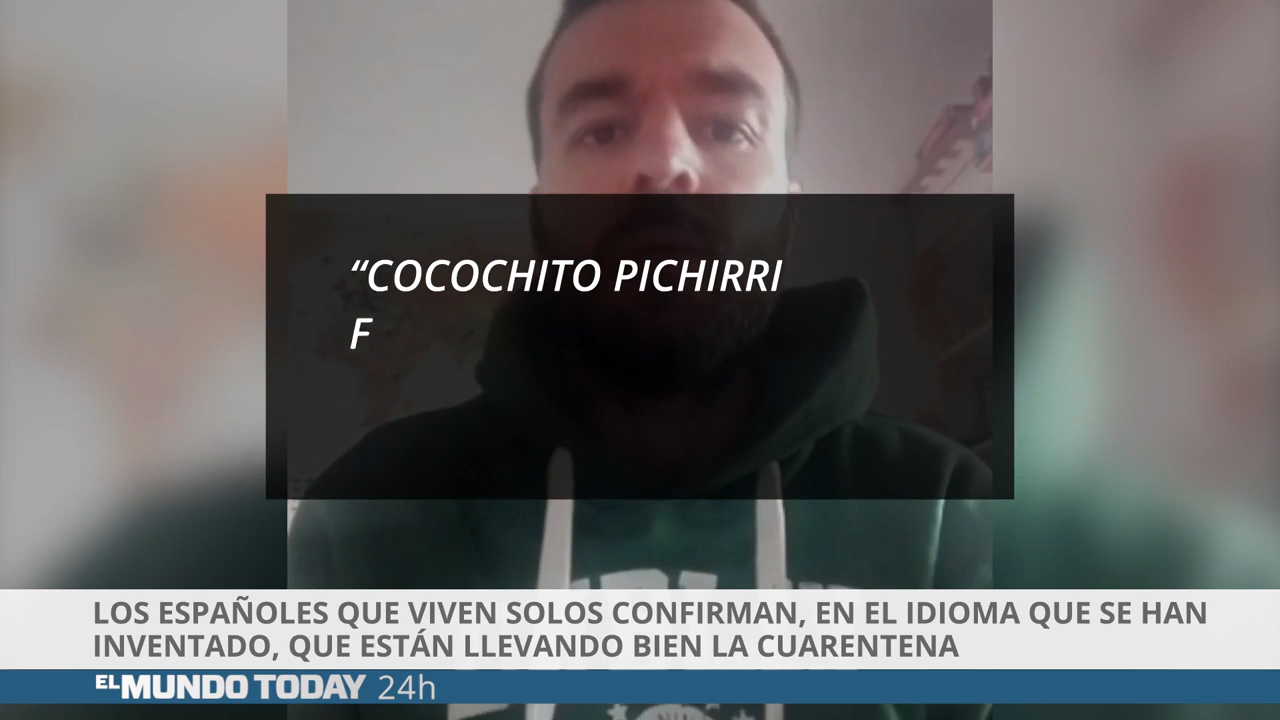 “COCOCHITO PICHIRRI
F
LOS ESPAÑOLES QUE VIVEN SOLOS CONFIRMAN, EN EL IDIOMA QUE SE HAN
INVENTADO, QUE ESTÁN LLEVANDO BIEN LA CUARENTENA
EL MUNDO TODAY 24h